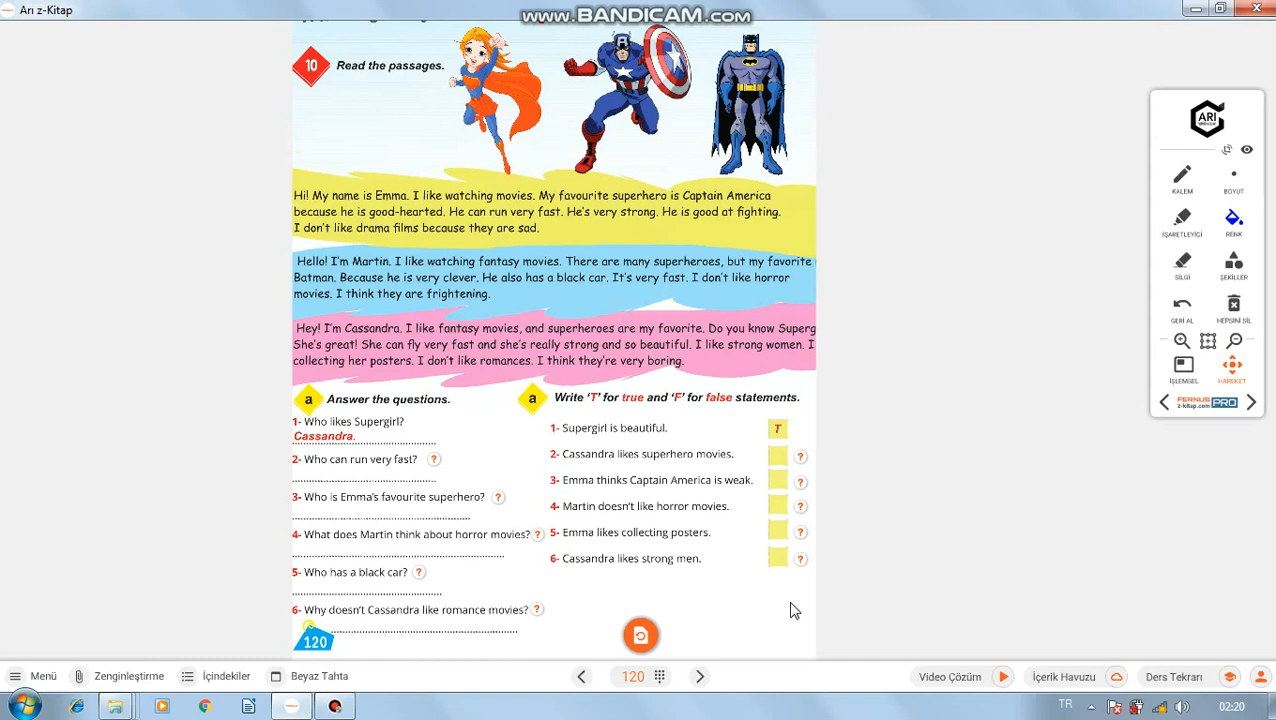 Arı z-Kitap
www.BANDICAM.com
10 Read the passages.
Hi! My name is Emma. I like watching movies. My favourite superhero is Captain America
because he is good-hearted. He can run very fast. He's very strong. He is good at fighting.
I don't like drama films because they are sad.
Hello! I'm Martin. I like watching fantasy movies. There are many superheroes, but my favorite
Batman. Because he is very clever. He also has a black car. It's very fast. I don't like horror
movies. I think they are frightening.
Hey! I'm Cassandra. I like fantasy movies, and superheroes are my favorite. Do you know Superg
She's great! She can fly very fast and she's really strong and so beautiful. I like strong women. I
collecting her posters. I don't like romances. I think they're very boring.
a Answer the questions.
1- Who likes Supergirl?
Cassandra.
2- Who can run very fast? ?
3- Who is Emma's favourite superhero? ?
4- What does Martin think about horror movies? ?
5- Who has a black car? ?
6- Why doesn't Cassandra like romance movies? ?
120
a Write 'T' for true and 'F' for false statements.
1- Supergirl is beautiful. T
2- Cassandra likes superhero movies. ?
3- Emma thinks Captain America is weak. ?
4- Martin doesn't like horror movies. ?
5- Emma likes collecting posters. ?
6- Cassandra likes strong men. ?
ARI
KALEM
BOYUT
İŞARETLEYİCİ
RENK
SİLGİ
ŞEKİLLER
GERİ AL
HEPSİNİ SİL
İŞLEMSEL
HAREKET
FERNUS
z-kitap.com PRO
Menü
Zenginleştirme
İçindekiler
Beyaz Tahta
120
Video Çözüm
İçerik Havuzu
Ders Tekrarı
TR
02:20